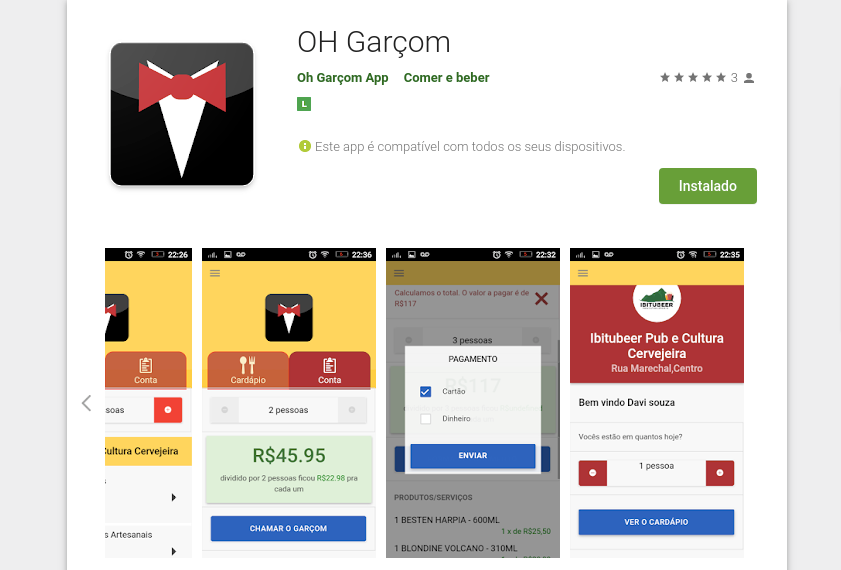 OH Garçom
Oh Garçom App Comer e beber
3
L
Este app é compatível com todos os seus dispositivos.
Instalado
22:26
Conta
soas
ultura Cervejeira
s
s Artesanais
22:36
Cardápio
Conta
2 pessoas
R$45.95
dividido por 2 pessoas ficou R$22.98 pra
cada um
CHAMAR O GARÇOM
22:32
Calculamos o total. O valor a pagar é de
R$117
3 pessoas
R$117
PAGAMENTO
Cartão
Dinheiro
ENVIAR
PRODUTOS/SERVIÇOS
1 BESTEN HARPIA - 600ML
1 x de R$25,50
1 BLONDINE VOLCANO - 310ML
22:35
IBITUBEER
Ibitubeer Pub e Cultura
Cervejeira
Rua Marechal,Centro
Bem vindo Davi souza
Vocês estão em quantos hoje?
1 pessoa
VER O CARDÁPIO